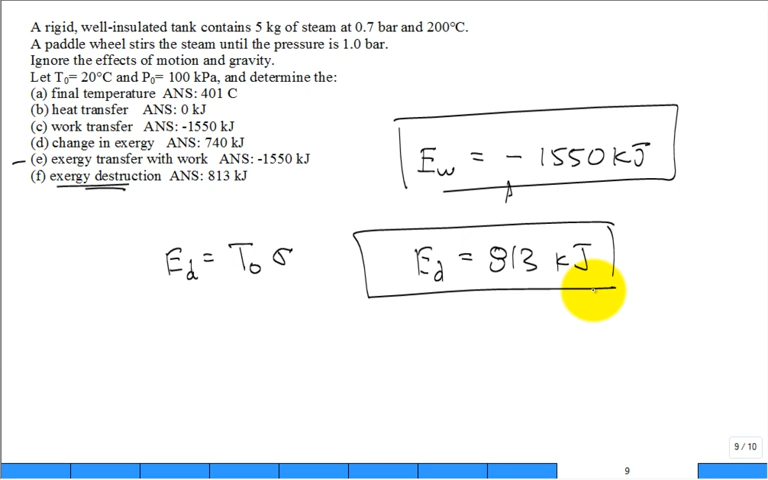 A rigid, well-insulated tank contains 5 kg of steam at 0.7 bar and 200°C.
A paddle wheel stirs the steam until the pressure is 1.0 bar.
Ignore the effects of motion and gravity.
Let T₀= 20°C and P₀= 100 kPa, and determine the:
(a) final temperature ANS: 401 C
(b) heat transfer ANS: 0 kJ
(c) work transfer ANS: -1550 kJ
(d) change in exergy ANS: 740 kJ
(e) exergy transfer with work ANS: -1550 kJ
(f) exergy destruction ANS: 813 kJ
E_w = - 1550 kJ
E_d = T₀ σ
E_d = 813 kJ
9 / 10
9